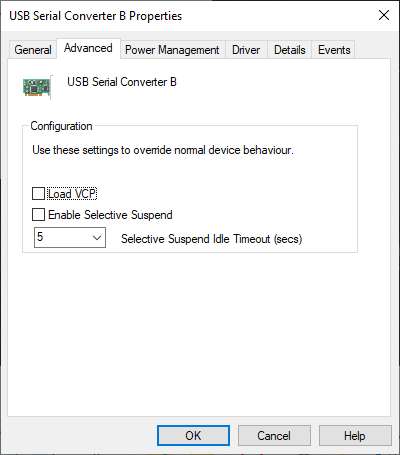 USB Serial Converter B Properties
General Advanced Power Management Driver Details Events
USB Serial Converter B
Configuration
Use these settings to override normal device behaviour.
Load VCP
Enable Selective Suspend
5 Selective Suspend Idle Timeout (secs)
OK Cancel Help